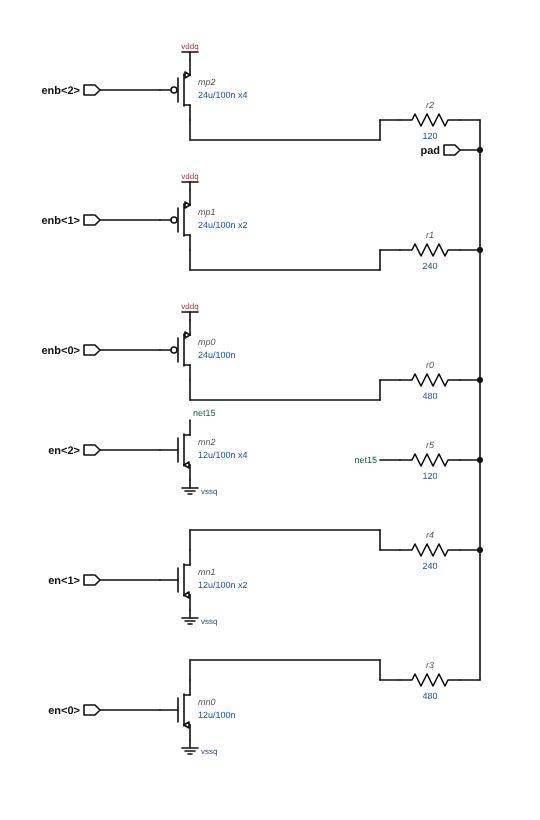 vddq
enb<2>
mp2
24u/100n x4
r2
120
pad
vddq
enb<1>
mp1
24u/100n x2
r1
240
vddq
enb<0>
mp0
24u/100n
r0
480
net15
en<2>
mn2
12u/100n x4
vssq
net15
r5
120
en<1>
mn1
12u/100n x2
vssq
r4
240
en<0>
mn0
12u/100n
vssq
r3
480